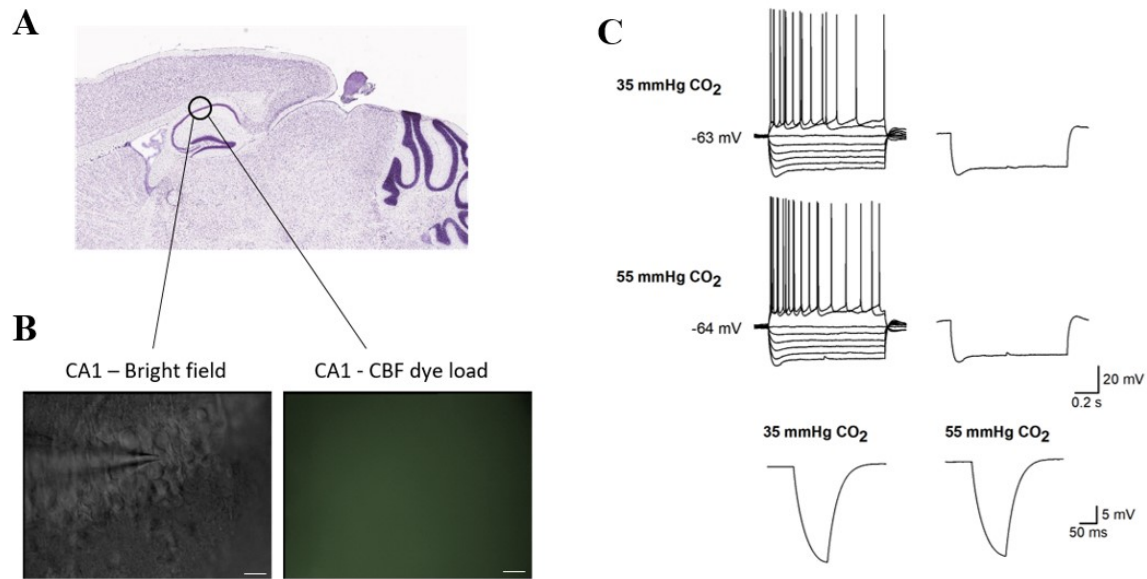 A
B
CA1 – Bright field
CA1 - CBF dye load
C
35 mmHg CO₂
-63 mV
55 mmHg CO₂
-64 mV
20 mV
0.2 s
35 mmHg CO₂
55 mmHg CO₂
5 mV
50 ms